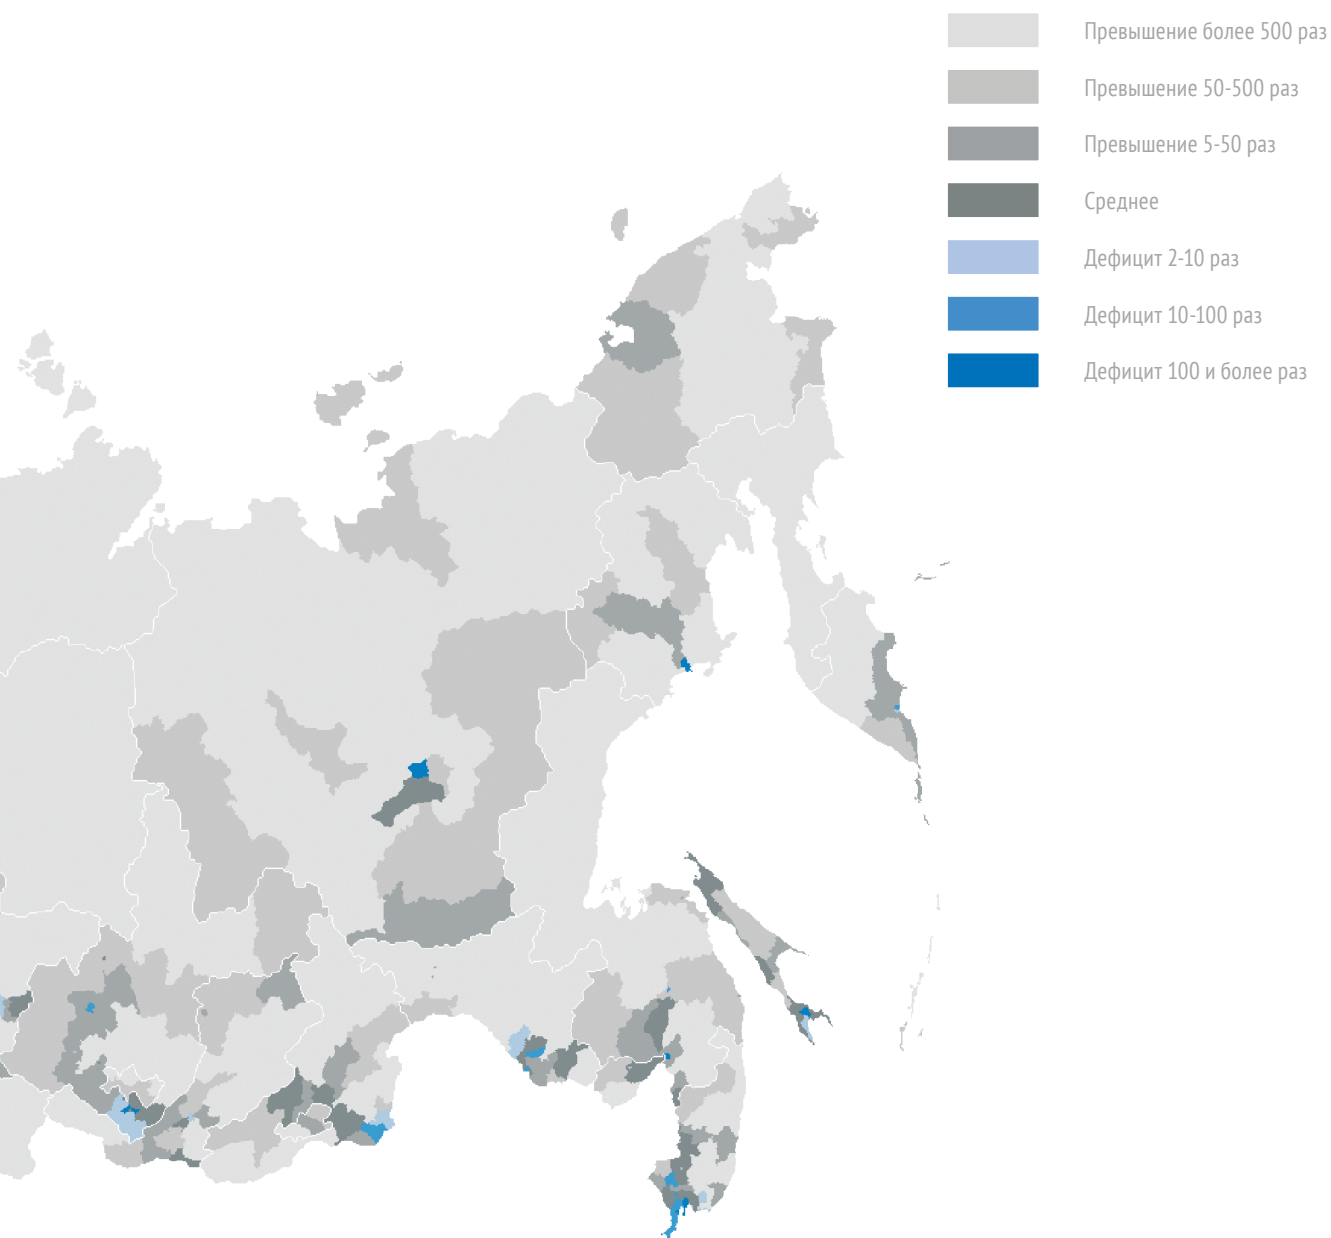 Превышение более 500 раз
Превышение 50-500 раз
Превышение 5-50 раз
Среднее
Дефицит 2-10 раз
Дефицит 10-100 раз
Дефицит 100 и более раз